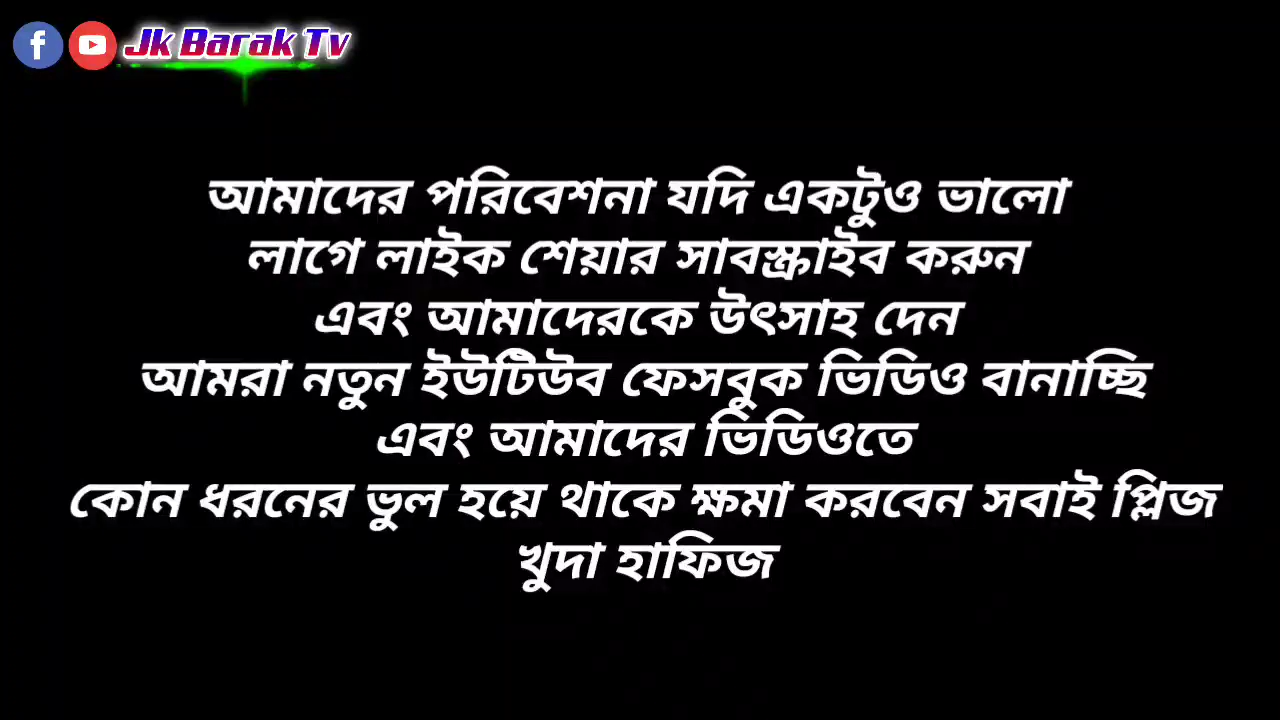 Jk Barak Tv
আমাদের পরিবেশনা যদি একটুও ভালো
লাগে লাইক শেয়ার সাবস্ক্রাইব করুন
এবং আমাদেরকে উৎসাহ দেন
আমরা নতুন ইউটিউব ফেসবুক ভিডিও বানাচ্ছি
এবং আমাদের ভিডিওতে
কোন ধরনের ভুল হয়ে থাকে ক্ষমা করবেন সবাই প্লিজ
খুদা হাফিজ